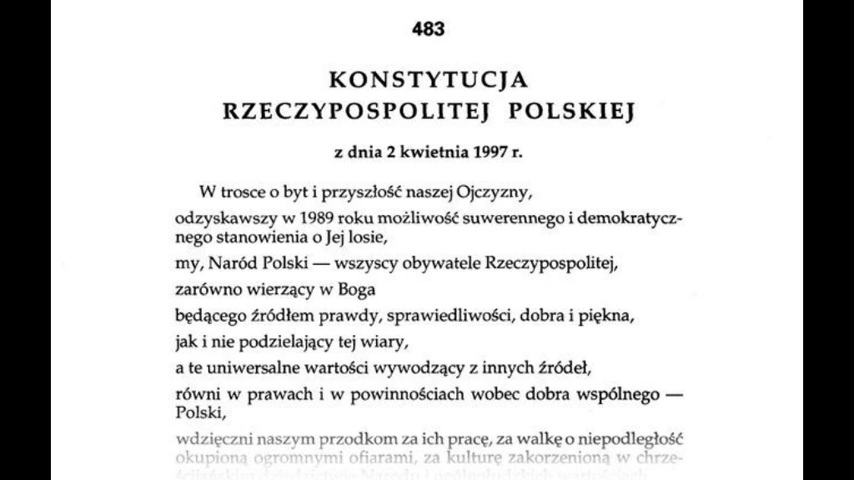 483
KONSTYTUCJA
RZECZYPOSPOLITEJ POLSKIEJ
z dnia 2 kwietnia 1997 r.
W trosce o byt i przyszłość naszej Ojczyzny,
odzyskawszy w 1989 roku możliwość suwerennego i demokratycz-
nego stanowienia o Jej losie,
my, Naród Polski — wszyscy obywatele Rzeczypospolitej,
zarówno wierzący w Boga
będącego źródłem prawdy, sprawiedliwości, dobra i piękna,
jak i nie podzielający tej wiary,
a te uniwersalne wartości wywodzący z innych źródeł,
równi w prawach i w powinnościach wobec dobra wspólnego —
Polski,
wdzięczni naszym przodkom za ich pracę, za walkę o niepodległość
okupioną ogromnymi ofiarami, za kulturę zakorzenioną w chrze-